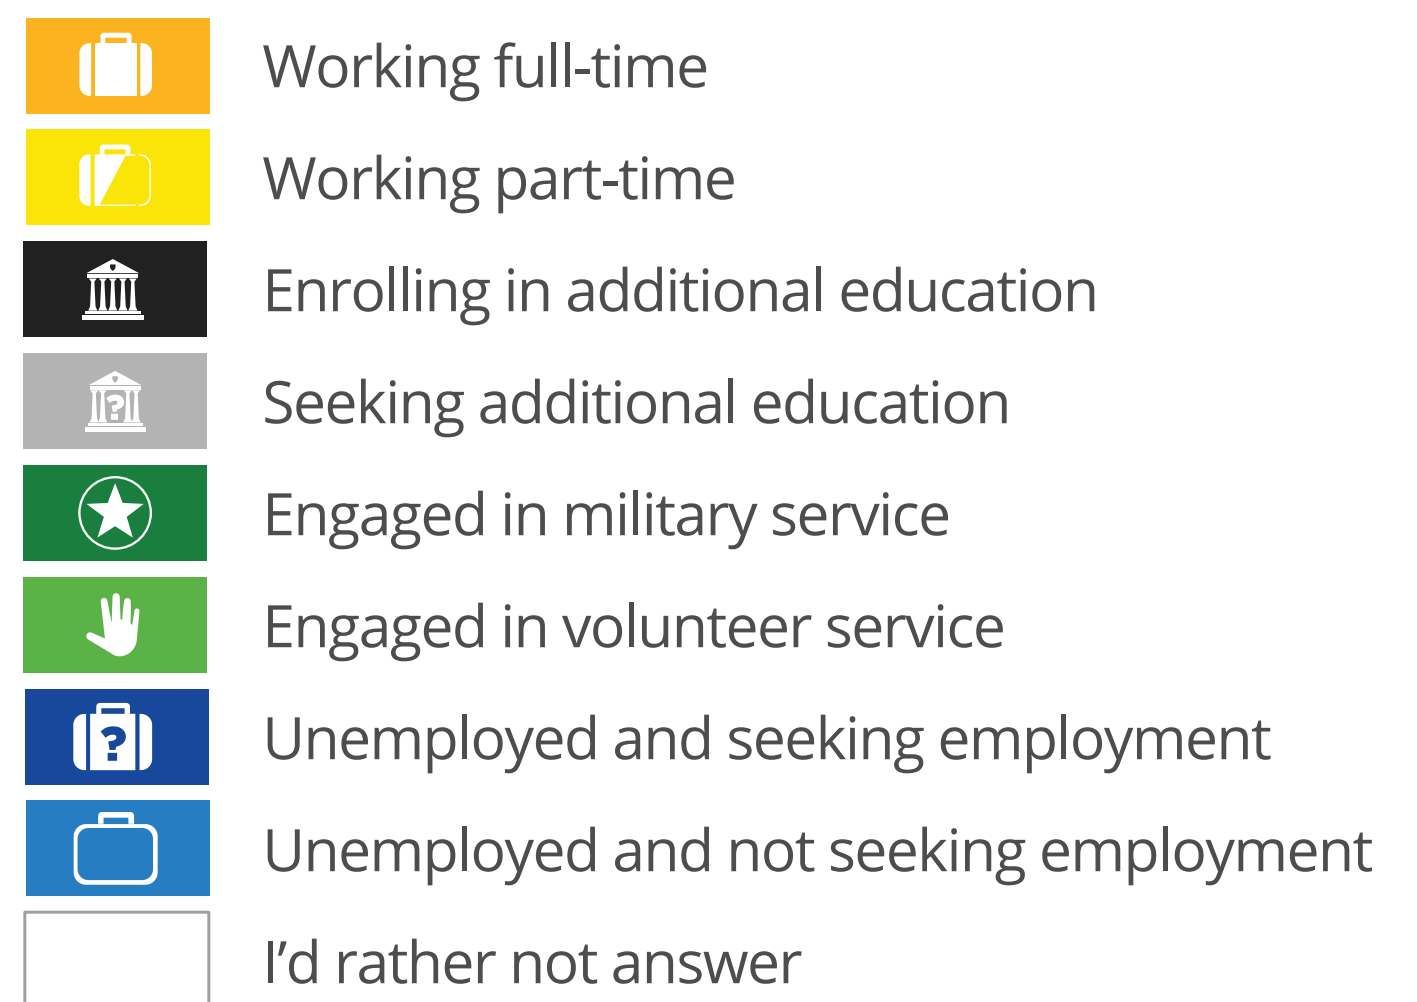 Working full-time
Working part-time
Enrolling in additional education
Seeking additional education
Engaged in military service
Engaged in volunteer service
Unemployed and seeking employment
Unemployed and not seeking employment
I’d rather not answer